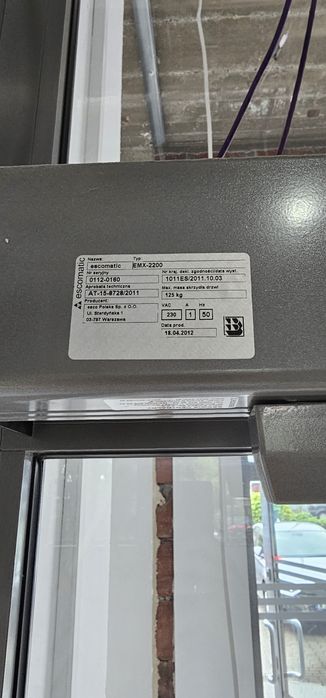 escomatic
Nazwa: Typ
escomatic EMX-2200
Nr seryjny Nr kraj. dekl. zgodności/data wyst.
0112-0160 1011ES/2011.10.03
Aprobata techniczna Max. masa skrzydła drzwi
AT-15-8728/2011 125 kg
Producent: VAC A Hz
esco Polska Sp. z O.O. 230 1 50
Ul. Sterdyńska 1
03-787 Warszawa Data prod.
18.04.2012